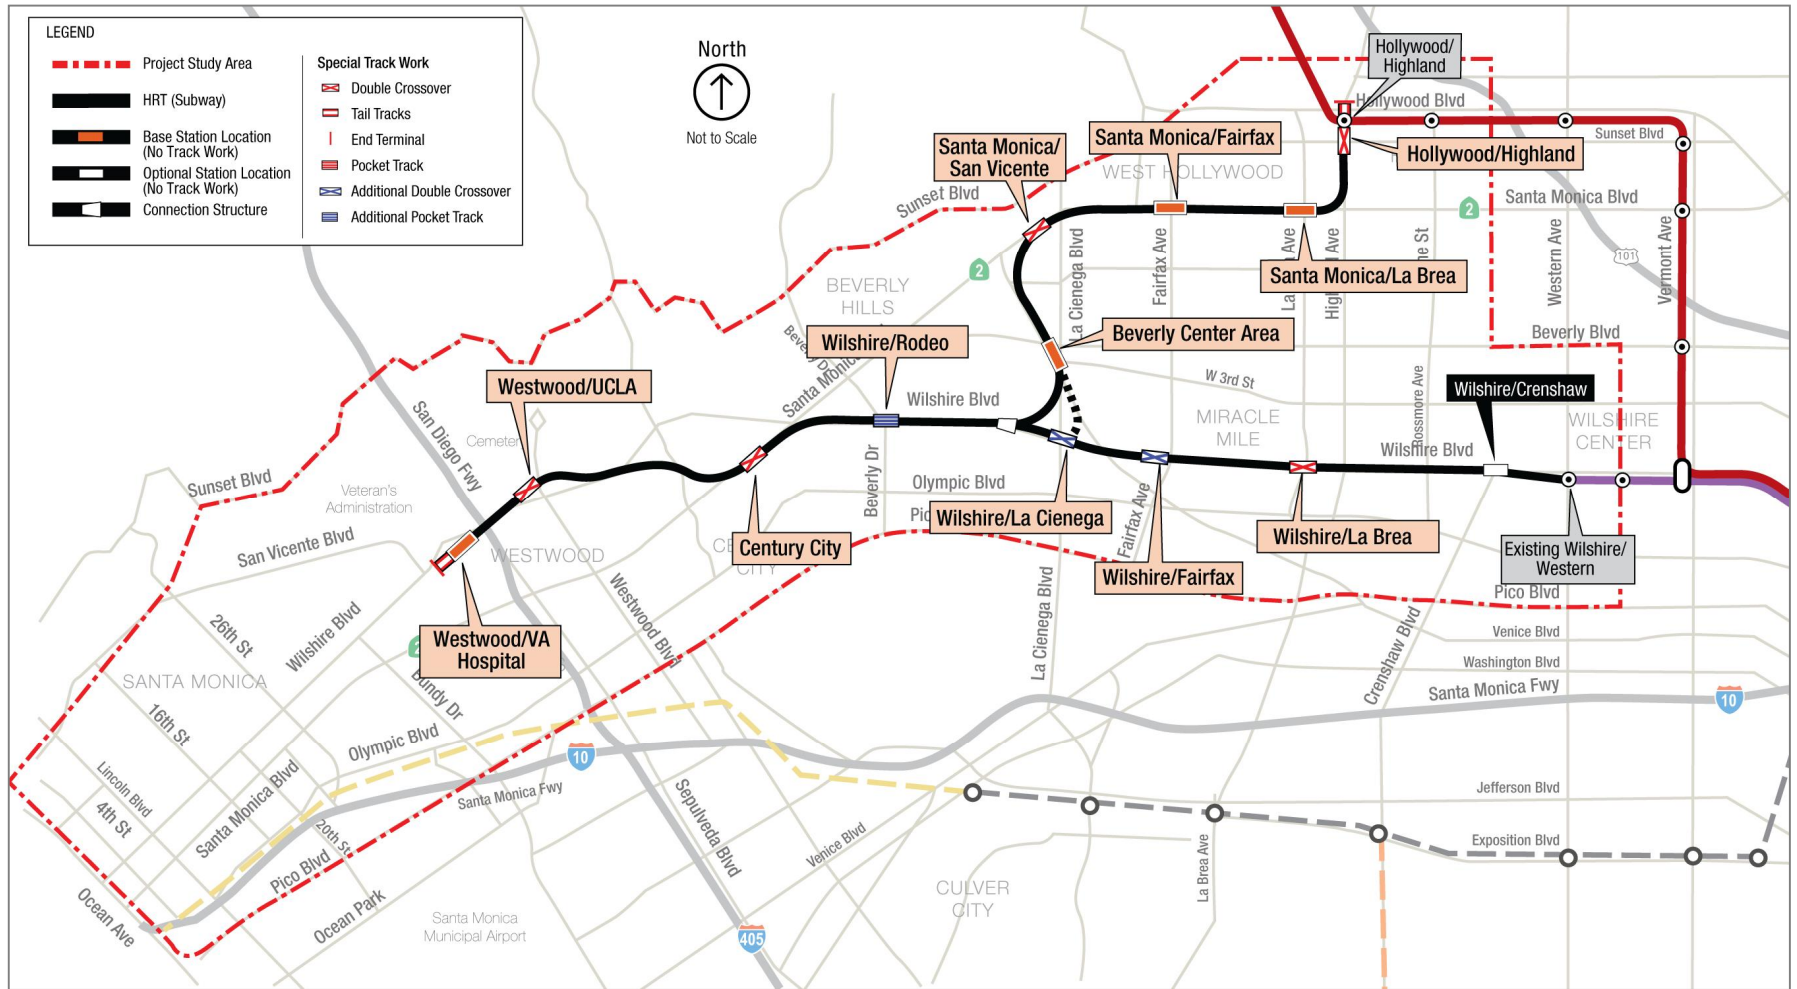 LEGEND
Project Study Area
HRT (Subway)
Base Station Location
(No Track Work)
Optional Station Location
(No Track Work)
Connection Structure
Special Track Work
Double Crossover
Tail Tracks
End Terminal
Pocket Track
Additional Double Crossover
Additional Pocket Track
North
Not to Scale
Hollywood/
Highland
Hollywood Blvd
Sunset Blvd
Hollywood/Highland
Santa Monica/Fairfax
Santa Monica/
San Vicente
WEST HOLLYWOOD
Sunset Blvd
2
Santa Monica Blvd
101
2
Santa Monica/La Brea
La Cienega Blvd
Fairfax Ave
Western Ave
Vermont Ave
BEVERLY
HILLS
Beverly Center Area
Beverly Blvd
Wilshire/Rodeo
W 3rd St
Rossmore Ave
Wilshire/Crenshaw
Westwood/UCLA
Wilshire Blvd
MIRACLE
MILE
WILSHIRE
CENTER
Wilshire Blvd
San Diego Fwy
Sunset Blvd
Veteran's
Administration
Beverly Dr
Olympic Blvd
Wilshire/La Cienega
Fairfax Ave
Wilshire/La Brea
Existing Wilshire/
Western
San Vicente Blvd
WESTWOOD
Century City
CITY
Wilshire/Fairfax
Pico Blvd
Westwood Blvd
La Cienega Blvd
26th St
Wilshire Blvd
Westwood/VA
Hospital
2
Crenshaw Blvd
Venice Blvd
Washington Blvd
SANTA MONICA
Bundy Dr
Santa Monica Fwy
10
16th St
Olympic Blvd
10
Santa Monica Fwy
Lincoln Blvd
4th St
Santa Monica Blvd
20th St
Pico Blvd
Sepulveda Blvd
Venice Blvd
Jefferson Blvd
Exposition Blvd
La Brea Ave
Ocean Ave
Ocean Park
Santa Monica
Municipal Airport
CULVER
CITY
405